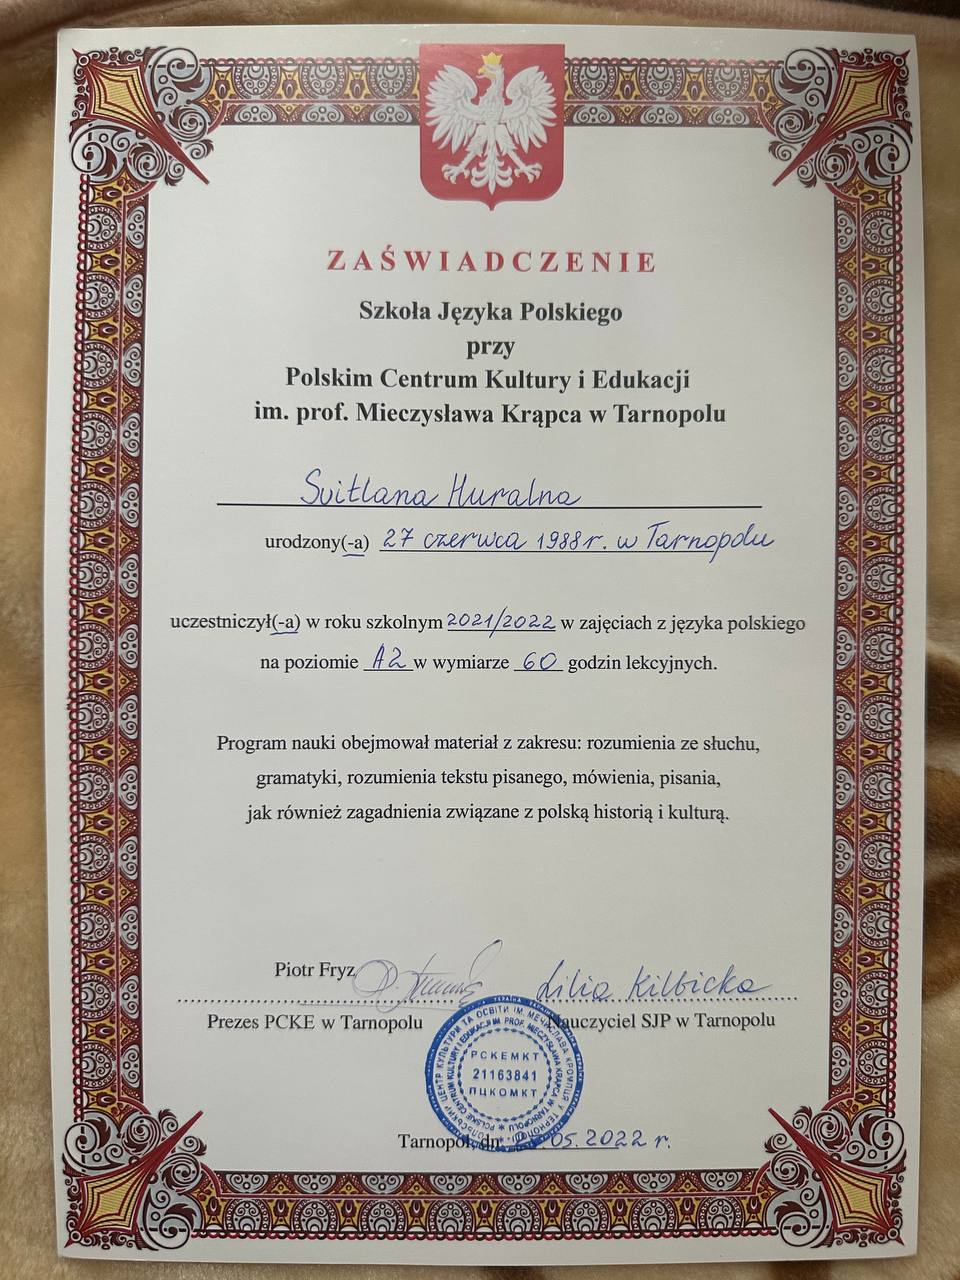 ZAŚWIADCZENIE
Szkoła Języka Polskiego
przy
Polskim Centrum Kultury i Edukacji
im. prof. Mieczysława Krąpca w Tarnopolu
Svitlana Huralna
urodzony(-a) 27 czerwca 1988 r. w Tarnopolu
uczestniczył(-a) w roku szkolnym 2021/2022 w zajęciach z języka polskiego
na poziomie A2 w wymiarze 60 godzin lekcyjnych.
Program nauki obejmował materiał z zakresu: rozumienia ze słuchu,
gramatyki, rozumienia tekstu pisanego, mówienia, pisania,
jak również zagadnienia związane z polską historią i kulturą.
Piotr Fryz Lilia Kilbicka
Prezes PCKE w Tarnopolu Nauczyciel SJP w Tarnopolu
PCKEMKT
21163841
ПЦКОМКТ
Tarnopol, dn. .05.2022 r.